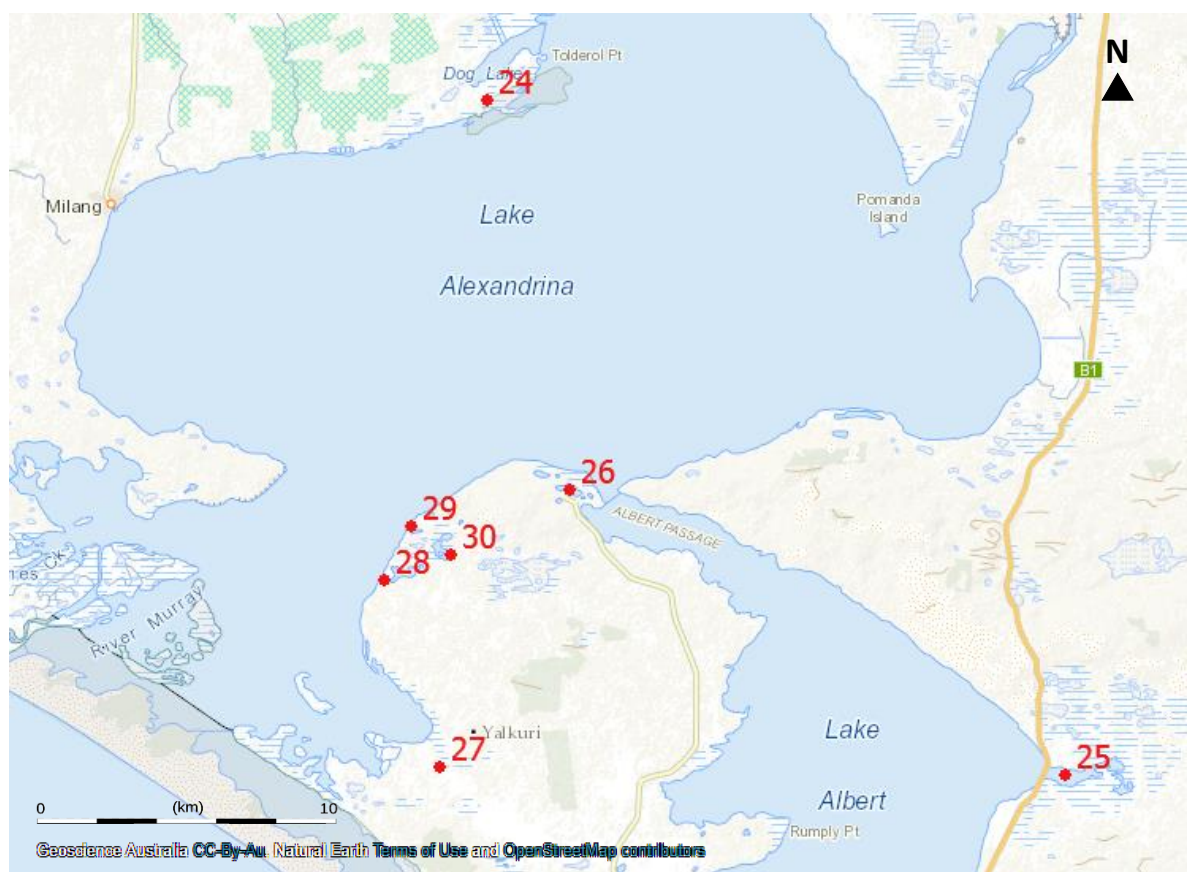 N
Tolderol Pt
Dog Lake
24
Milang
Pomanda
Island
Lake
Alexandrina
B1
26
29
ALBERT PASSAGE
30
28
River Murray
Yalkuri
27
Lake
25
Albert
0 (km) 10
Rumply Pt
Geoscience Australia CC-By-Au. Natural Earth Terms of Use and OpenStreetMap contributors